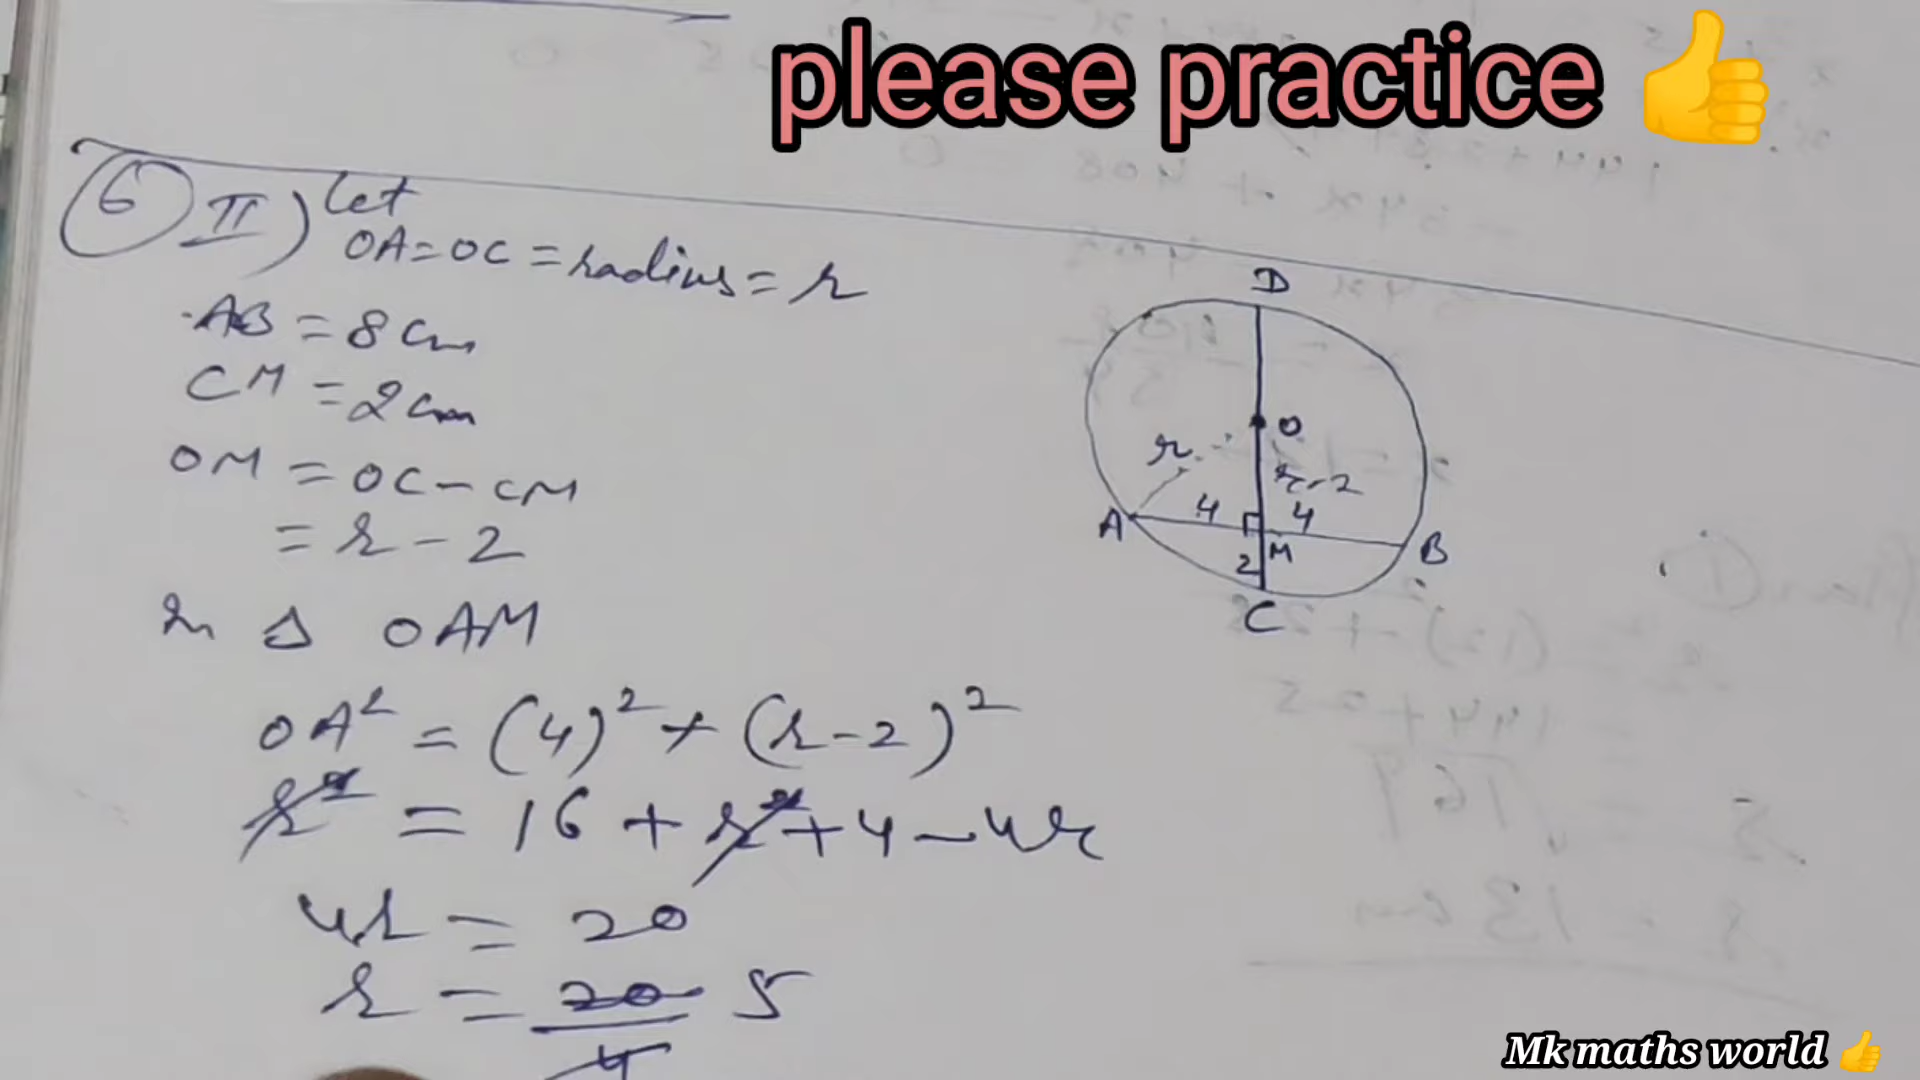 please practice 👍
6 II) let
OA = OC = radius = r
AB = 8 cm
CM = 2 cm
OM = OC - CM
= r - 2
In Δ OAM
OA² = (4)² + (r-2)²
r² = 16 + r² + 4 - 4r
4r = 20
r = 20/4 5
D
O
r
r-2
4
4
A
M
B
2
C
Mk maths world 👍